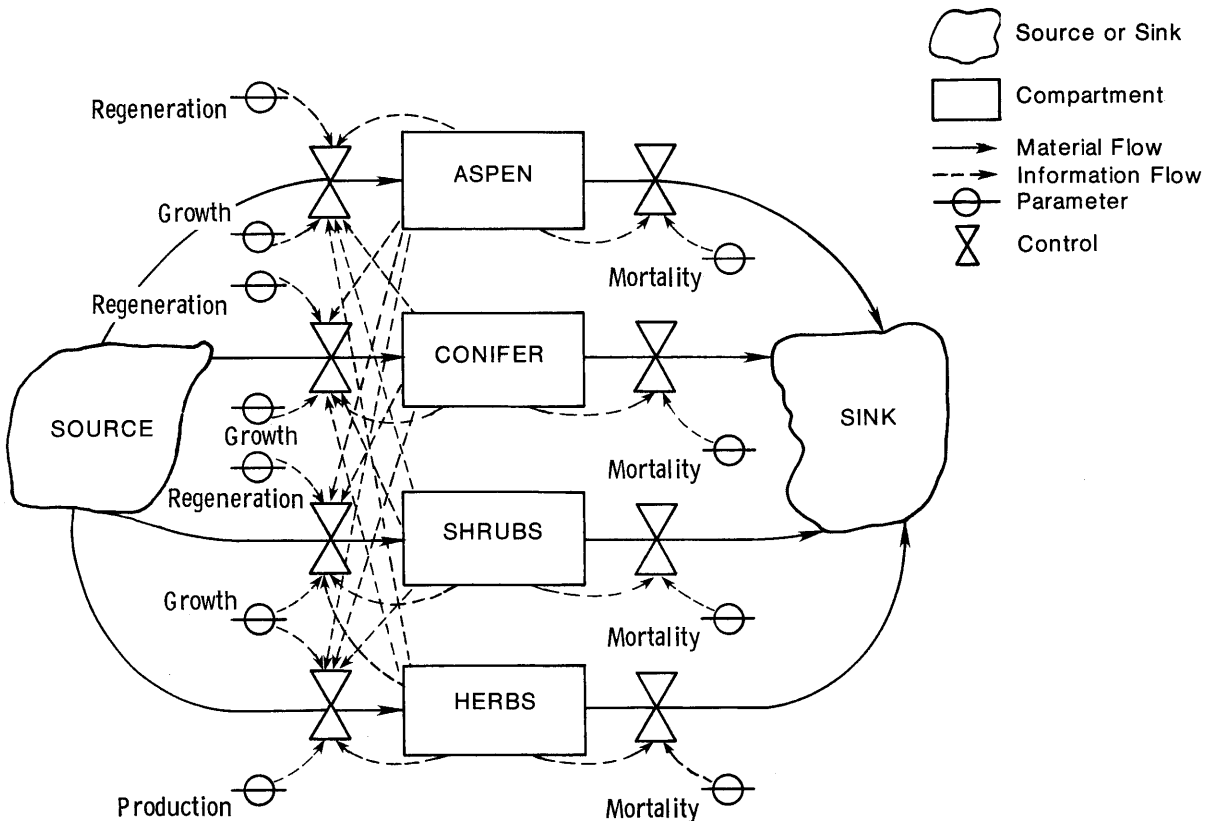 Source or Sink
Compartment
Material Flow
Information Flow
Parameter
Control
Regeneration
ASPEN
Growth
Mortality
Regeneration
CONIFER
Growth
Mortality
SOURCE
SINK
Regeneration
SHRUBS
Growth
Mortality
HERBS
Production
Mortality